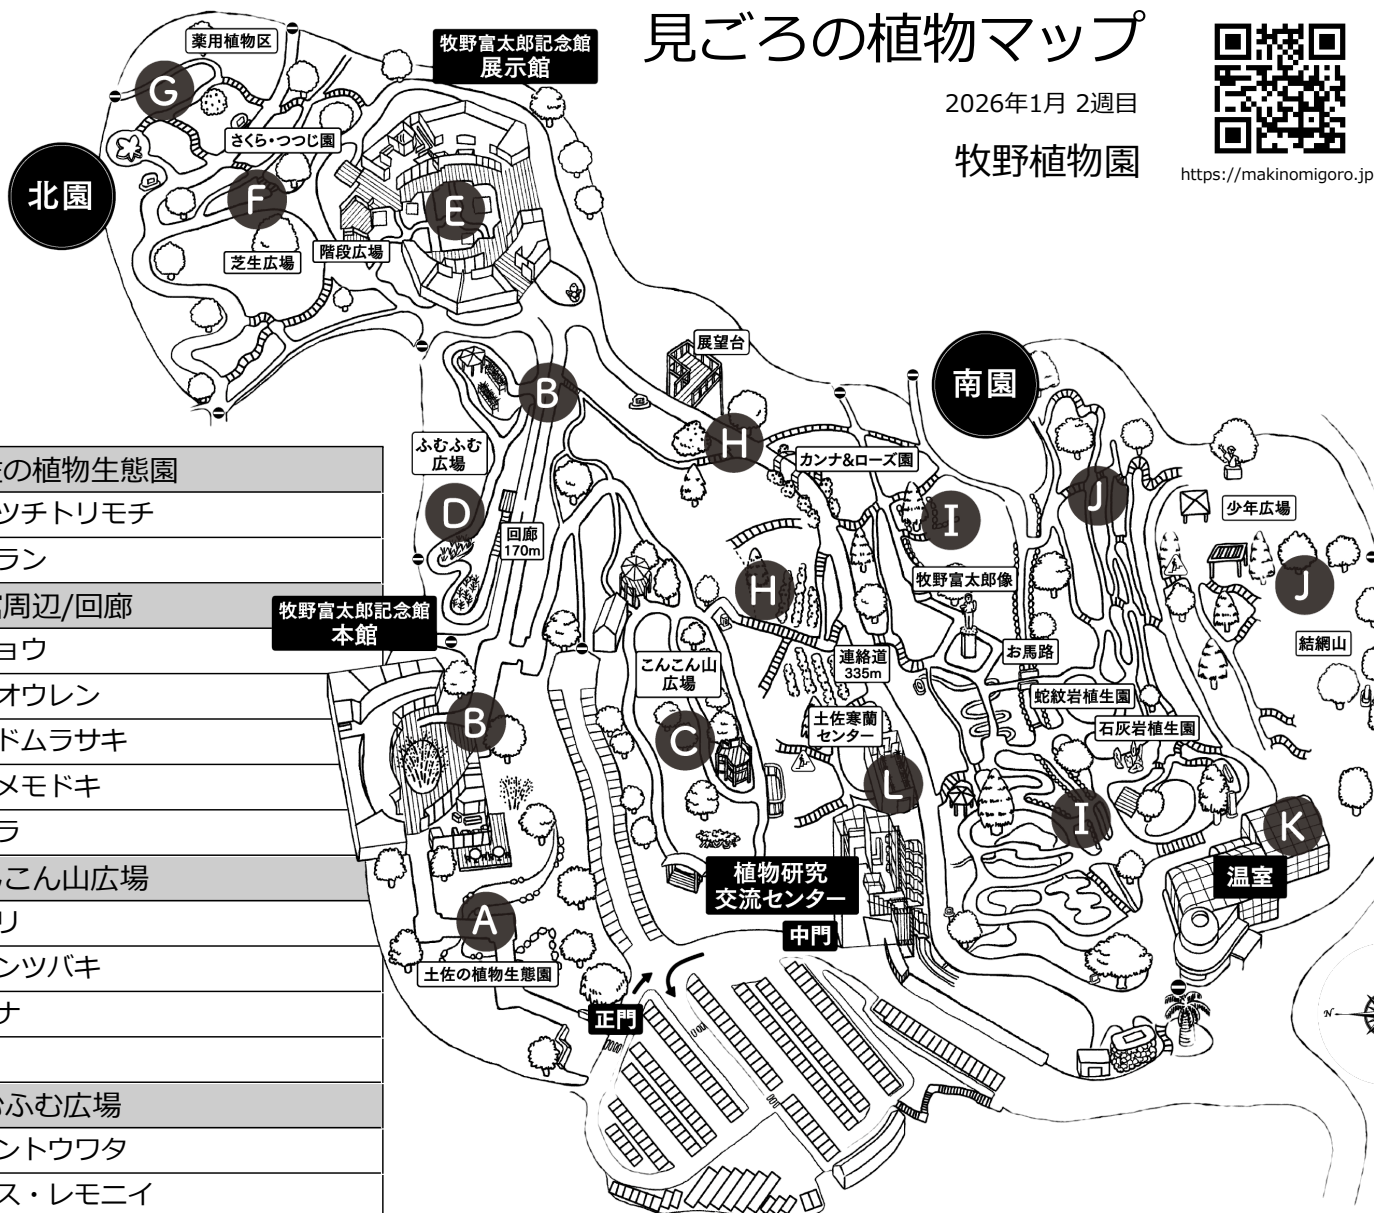 見ごろの植物マップ
2026年1月 2週目
牧野植物園
https://makinomigoro.jp
薬用植物区
牧野富太郎記念館
展示館
G
さくら・つつじ園
北園
F
E
階段広場
芝生広場
展望台
南園
B
ふむふむ
広場
H
カンナ&ローズ園
J
D
I
少年広場
回廊
170m
牧野富太郎像
H
J
牧野富太郎記念館
本館
こんこん山
広場
連絡道
335m
お馬路
結網山
蛇紋岩植生園
土佐寒蘭
センター
石灰岩植生園
B
C
L
I
K
植物研究
交流センター
温室
中門
A
土佐の植物生態園
正門
N
の植物生態園
ツチトリモチ
ラン
周辺/回廊
ョウ
オウレン
ドムラサキ
メモドキ
ラ
こん山広場
リ
ンツバキ
ナ
ふむ広場
ントウワタ
ス・レモニイ